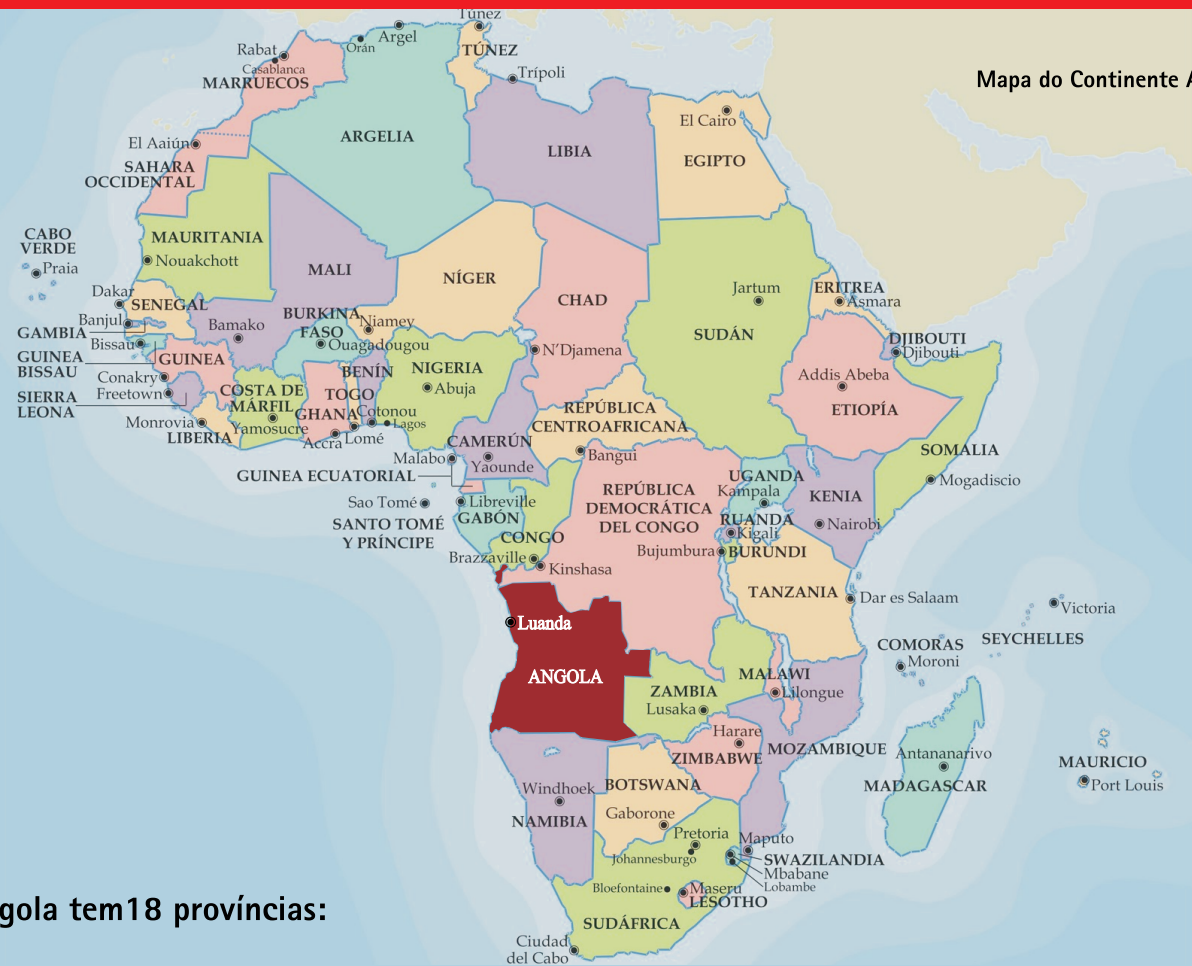 Túnez
Argel
Orán
Rabat
Casablanca
MARRUECOS
TÚNEZ
Trípoli
Mapa do Continente A
El Cairo
El Aaiún
ARGELIA
LIBIA
EGIPTO
SAHARA
OCCIDENTAL
CABO
VERDE
Praia
MAURITANIA
Nouakchott
MALI
NÍGER
CHAD
Jartum
SUDÁN
ERITREA
Asmara
Dakar
SENEGAL
Banjul
GAMBIA
Bissau
GUINEA
BISSAU
Bamako
BURKINA
FASO
Niamey
Ouagadougou
N'Djamena
DJIBOUTI
Djibouti
GUINEA
Conakry
Freetown
SIERRA
LEONA
COSTA DE
MÁRFIL
Yamosucre
Monrovia
LIBERIA
BENÍN
TOGO
GHANA
Cotonou
Lagos
Accra
Lomé
NIGERIA
Abuja
Addis Abeba
ETIOPÍA
REPÚBLICA
CENTROAFRICANA
Bangui
CAMERÚN
Yaounde
Malabo
GUINEA ECUATORIAL
SOMALIA
Mogadiscio
UGANDA
Kampala
KENIA
Nairobi
REPÚBLICA
DEMOCRÁTICA
DEL CONGO
Sao Tomé
SANTO TOMÉ
Y PRÍNCIPE
Libreville
GABÓN
CONGO
Brazzaville
Kinshasa
RUANDA
Kigali
Bujumbura
BURUNDI
TANZANIA
Dar es Salaam
Victoria
SEYCHELLES
COMORAS
Moroni
Luanda
ANGOLA
ZAMBIA
Lusaka
MALAWI
Lilongue
Harare
ZIMBABWE
MOZAMBIQUE
Antananarivo
MADAGASCAR
MAURICIO
Port Louis
Windhoek
NAMIBIA
BOTSWANA
Gaborone
Pretoria
Johannesburgo
Maputo
SWAZILANDIA
Mbabane
Lobambe
Bloefontaine
Maseru
LESOTHO
SUDÁFRICA
Ciudad
del Cabo
gola tem18 províncias: